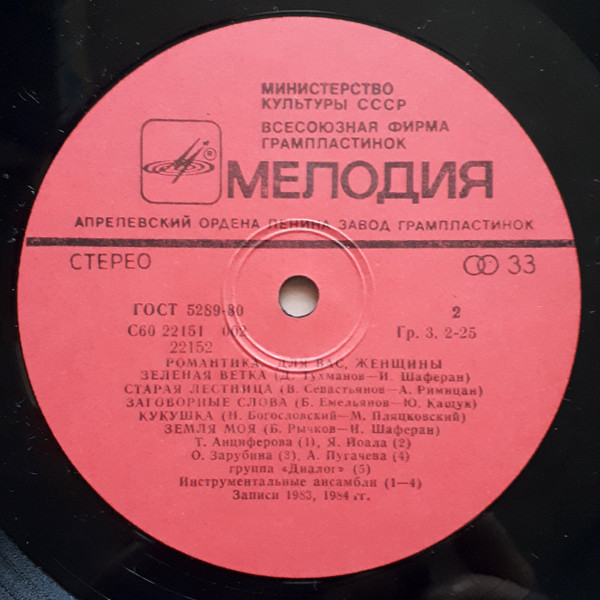 МИНИСТЕРСТВО
КУЛЬТУРЫ СССР
ВСЕСОЮЗНАЯ ФИРМА
ГРАМПЛАСТИНОК
МЕЛОДИЯ
АПРЕЛЕВСКИЙ ОРДЕНА ЛЕНИНА ЗАВОД ГРАМПЛАСТИНОК
СТЕРЕО 33
ГОСТ 5289-80 2
С60 22151 002 Гр. 3. 2-25
22152
РОМАНТИКА. ДЛЯ ВАС, ЖЕНЩИНЫ
ЗЕЛЕНАЯ ВЕТКА (Д. Тухманов—И. Шаферан)
СТАРАЯ ЛЕСТНИЦА (В. Севастьянов—А. Римицан)
ЗАГОВОРНЫЕ СЛОВА (Б. Емельянов—Ю. Кащук)
КУКУШКА (Н. Богословский—М. Пляцковский)
ЗЕМЛЯ МОЯ (Б. Рычков—И. Шаферан)
Т. Анциферова (1), Я. Йоала (2)
О. Зарубина (3), А. Пугачева (4)
группа «Диалог» (5)
Инструментальные ансамбли (1—4)
Записи 1983, 1984 гг.